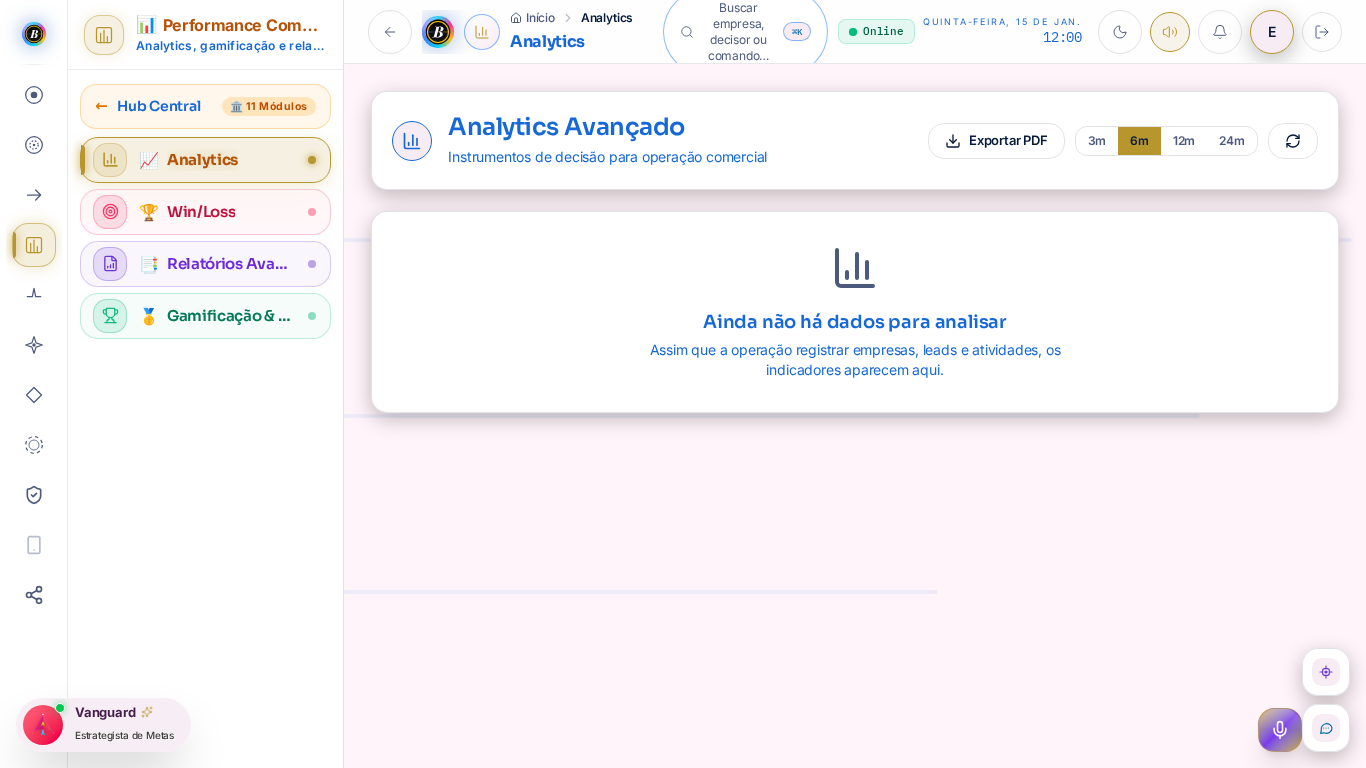 B
📊 Performance Com...
Analytics, gamificação e rela...
← Hub Central
🏛️ 11 Módulos
📈 Analytics
🏆 Win/Loss
📑 Relatórios Ava...
🥇 Gamificação & ...
Vanguard
Estrategista de Metas
B
Início
Analytics
Analytics
Buscar
empresa,
decisor ou
comando...
⌘K
Online
QUINTA-FEIRA, 15 DE JAN.
12:00
E
Analytics Avançado
Instrumentos de decisão para operação comercial
Exportar PDF
3m 6m 12m 24m
Ainda não há dados para analisar
Assim que a operação registrar empresas, leads e atividades, os
indicadores aparecem aqui.